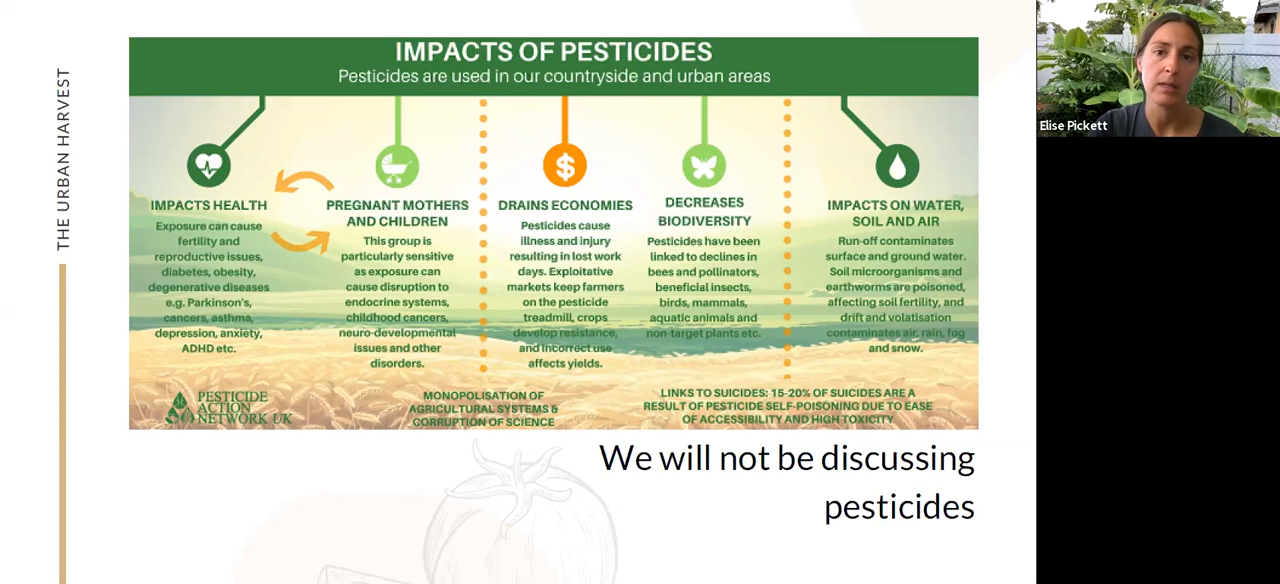 THE URBAN HARVEST
IMPACTS OF PESTICIDES
Pesticides are used in our countryside and urban areas
IMPACTS HEALTH
Exposure can cause
fertility and
reproductive issues,
diabetes, obesity,
degenerative diseases
e.g. Parkinson's,
cancers, asthma,
depression, anxiety,
ADHD etc.
PREGNANT MOTHERS
AND CHILDREN
This group is
particularly sensitive
as exposure can
cause disruption to
endocrine systems,
childhood cancers,
neuro-developmental
issues and other
disorders.
DRAINS ECONOMIES
Pesticides cause
illness and injury
resulting in lost work
days. Exploitative
markets keep farmers
on the pesticide
treadmill, crops
develop resistance,
and incorrect use
affects yields.
DECREASES
BIODIVERSITY
Pesticides have been
linked to declines in
bees and pollinators,
beneficial insects,
birds, mammals,
aquatic animals and
non-target plants etc.
IMPACTS ON WATER,
SOIL AND AIR
Run-off contaminates
surface and ground water.
Soil microorganisms and
earthworms are poisoned,
affecting soil fertility, and
drift and volatisation
contaminates air, rain, fog
and snow.
PESTICIDE
ACTION
NETWORK UK
MONOPOLISATION OF
AGRICULTURAL SYSTEMS &
CORRUPTION OF SCIENCE
LINKS TO SUICIDES: 15-20% OF SUICIDES ARE A
RESULT OF PESTICIDE SELF-POISONING DUE TO EASE
OF ACCESSIBILITY AND HIGH TOXICITY
We will not be discussing
pesticides
Elise Pickett